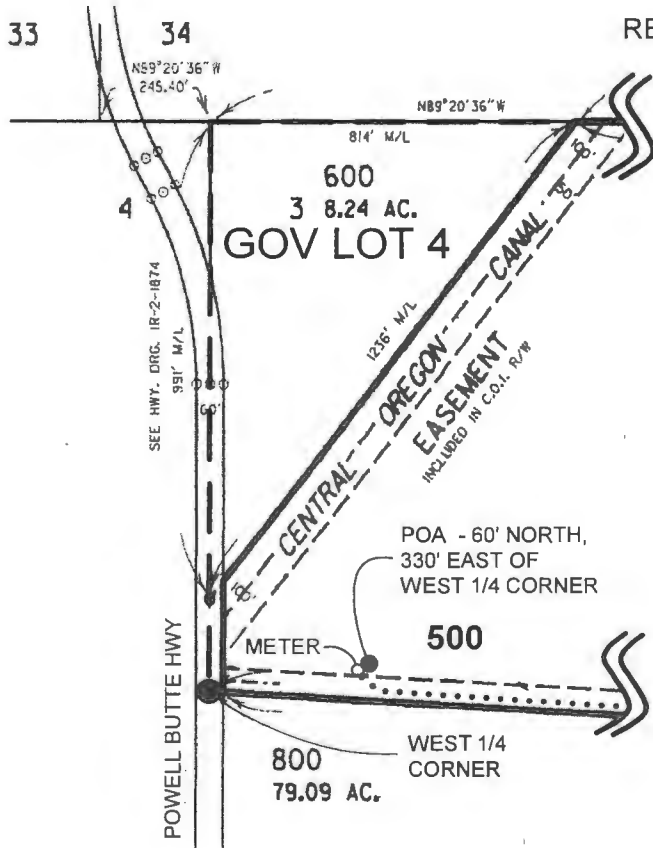 33
34
RE
N89°20'36"W
245.40'
N89°20'36"W
814' M/L
600
3 8.24 AC.
GOV LOT 4
4
100'
50'
SEE HWY. DRG. 1R-2-1874
991' M/L
60'
1236' M/L
CENTRAL OREGON CANAL
EASEMENT
INCLUDED IN C.O.I. R/W
100'
POA - 60' NORTH,
330' EAST OF
WEST 1/4 CORNER
METER
500
POWELL BUTTE HWY
WEST 1/4
CORNER
800
79.09 AC.